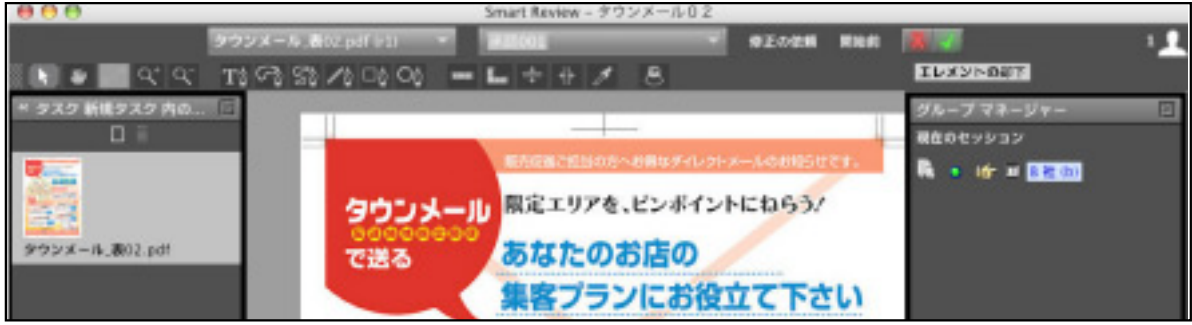 Smart Review – タウンメール02
タウンメール_表02.pdf (r1)
修正の依頼 開始前
1
エレメントの却下
タスク 新規タスク 内の...
タウンメール_表02.pdf
販売促進ご担当の方へお得なダイレクトメールのお知らせです。
タウンメール
で送る
限定エリアを、ピンポイントにねらう!
あなたのお店の
集客プランにお役立て下さい
グループ マネージャー
現在のセッション
B 社 (b)